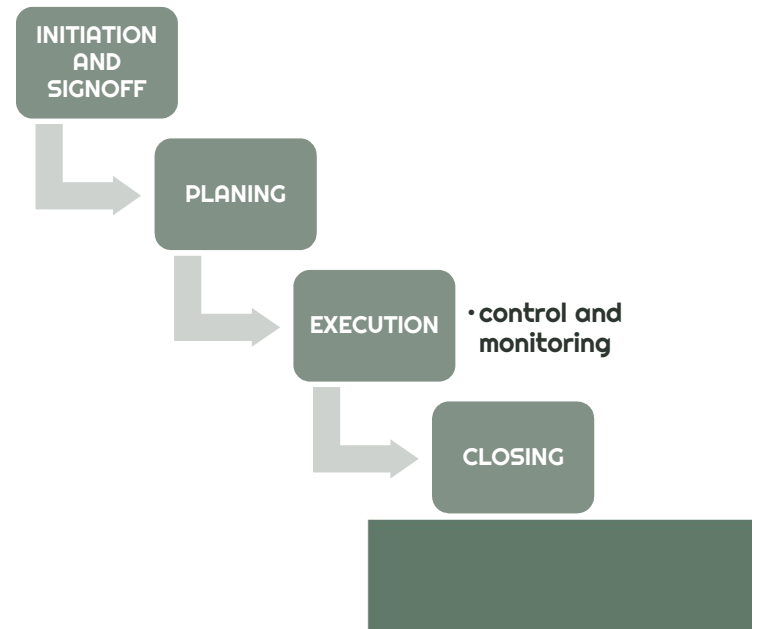 INITIATION
AND
SIGNOFF
PLANING
EXECUTION
• control and
monitoring
CLOSING